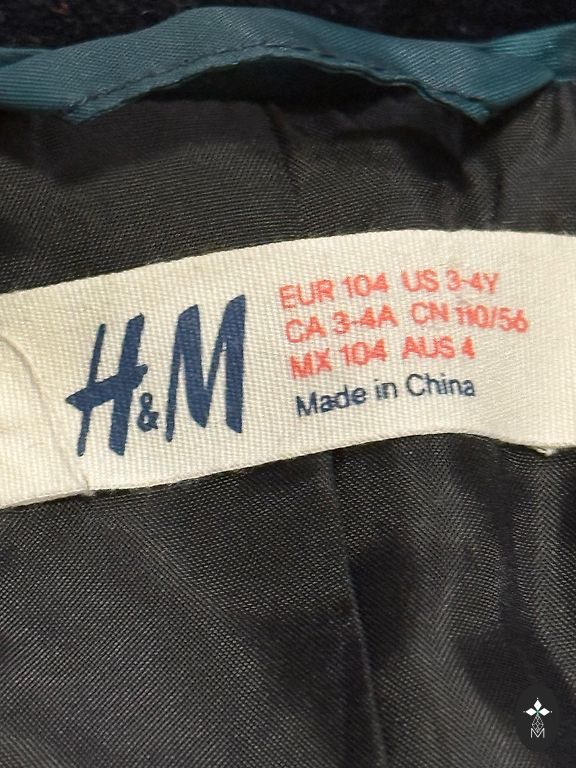 H&M
EUR 104 US 3-4Y
CA 3-4A CN 110/56
MX 104 AUS 4
Made in China
M